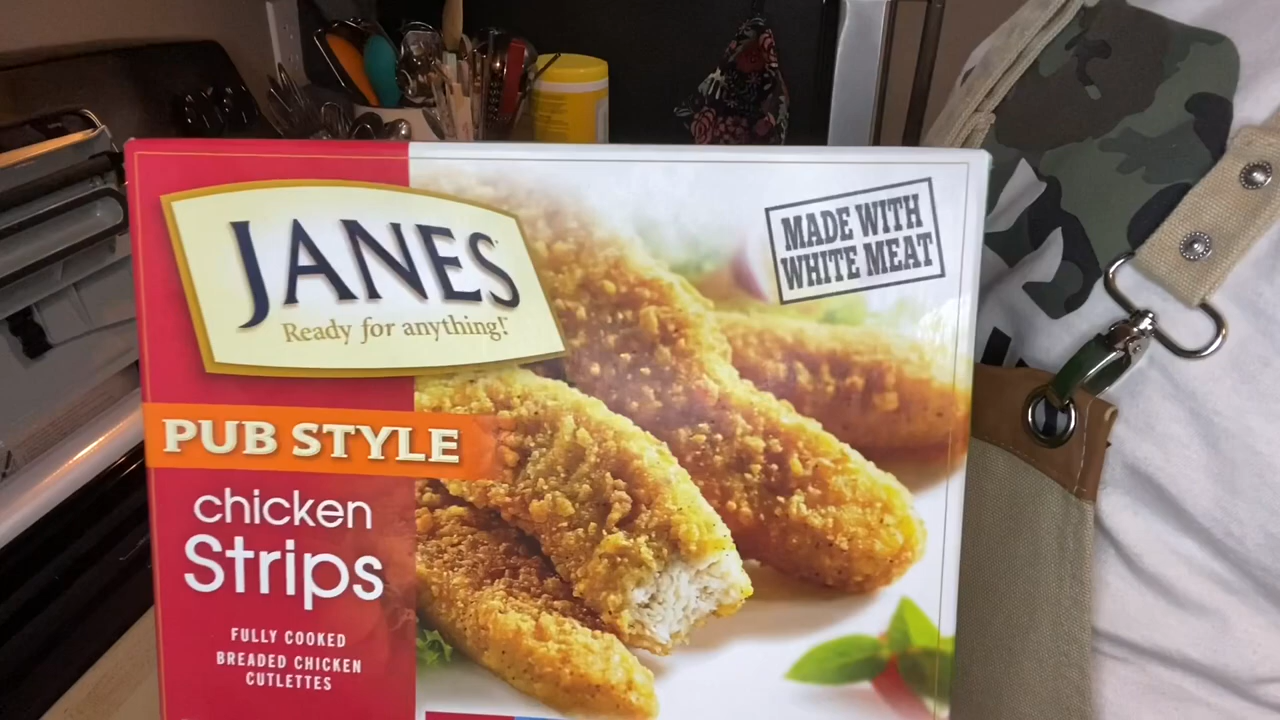 JANES
Ready for anything!
MADE WITH
WHITE MEAT
PUB STYLE
chicken
Strips
FULLY COOKED
BREADED CHICKEN
CUTLETTES